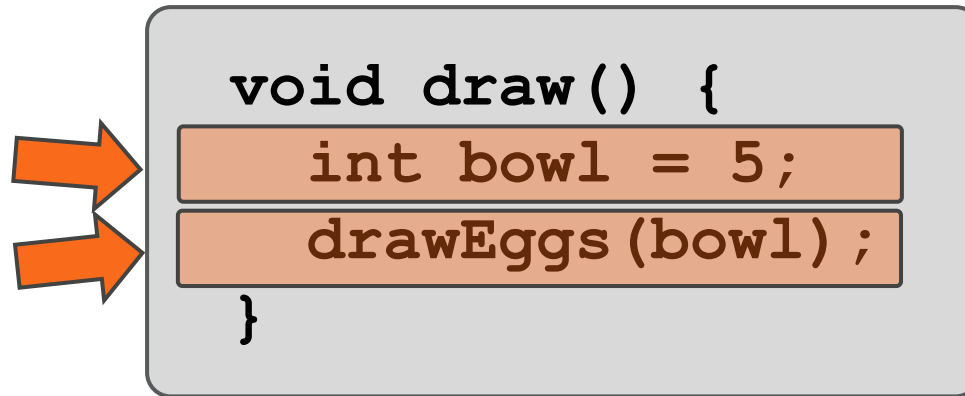 void draw() {
int bowl = 5;
drawEggs(bowl);
}